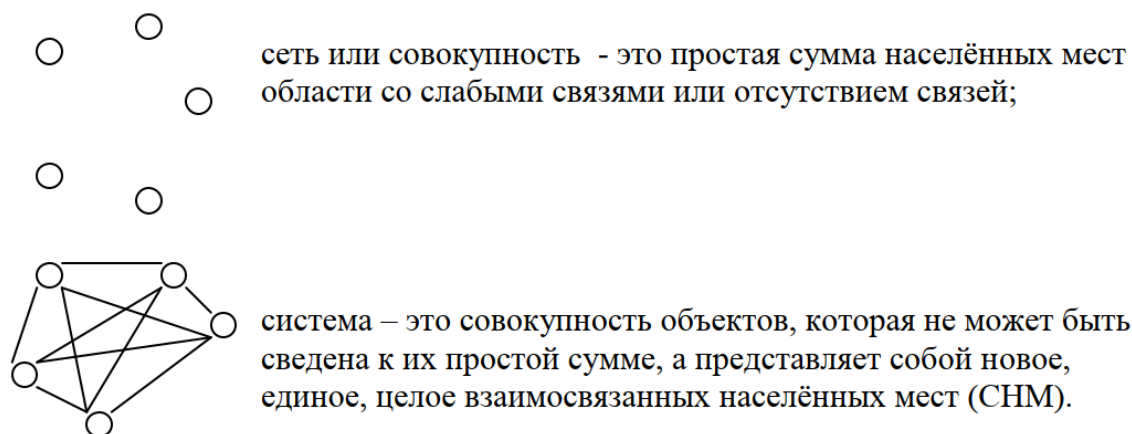 сеть или совокупность - это простая сумма населённых мест
области со слабыми связями или отсутствием связей;
система – это совокупность объектов, которая не может быть
сведена к их простой сумме, а представляет собой новое,
единое, целое взаимосвязанных населённых мест (СНМ).